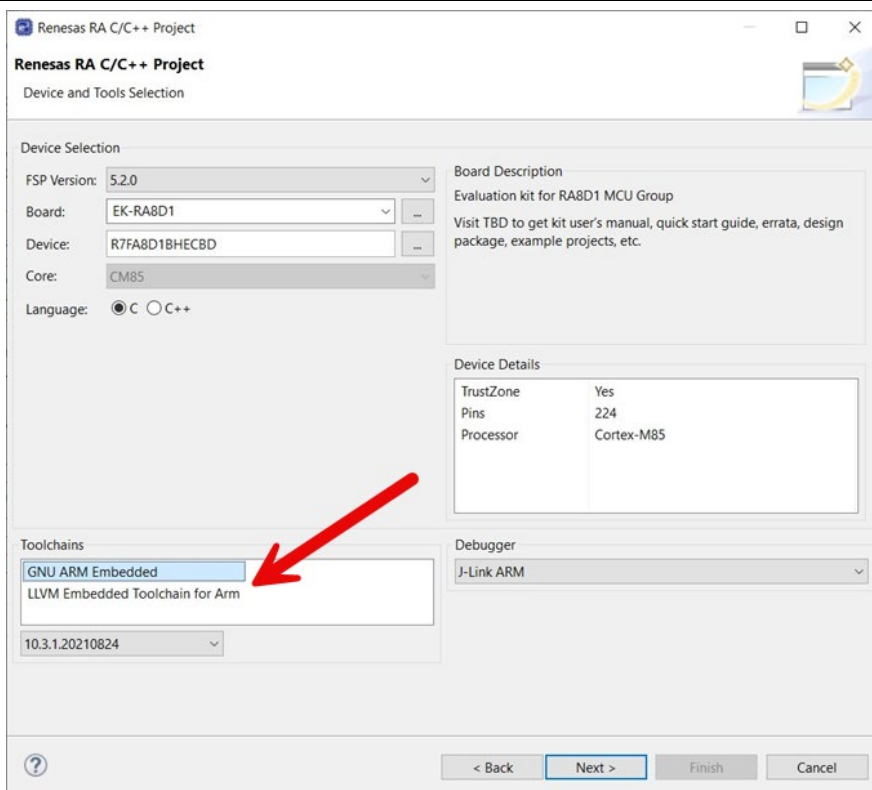 Renesas RA C/C++ Project
Renesas RA C/C++ Project
Device and Tools Selection
Device Selection
FSP Version: 5.2.0
Board: EK-RA8D1 ...
Device: R7FA8D1BHECBD ...
Core: CM85
Language: C C++
Board Description
Evaluation kit for RA8D1 MCU Group
Visit TBD to get kit user's manual, quick start guide, errata, design
package, example projects, etc.
Device Details
TrustZone Yes
Pins 224
Processor Cortex-M85
Toolchains
GNU ARM Embedded
LLVM Embedded Toolchain for Arm
10.3.1.20210824
Debugger
J-Link ARM
? < Back Next > Finish Cancel